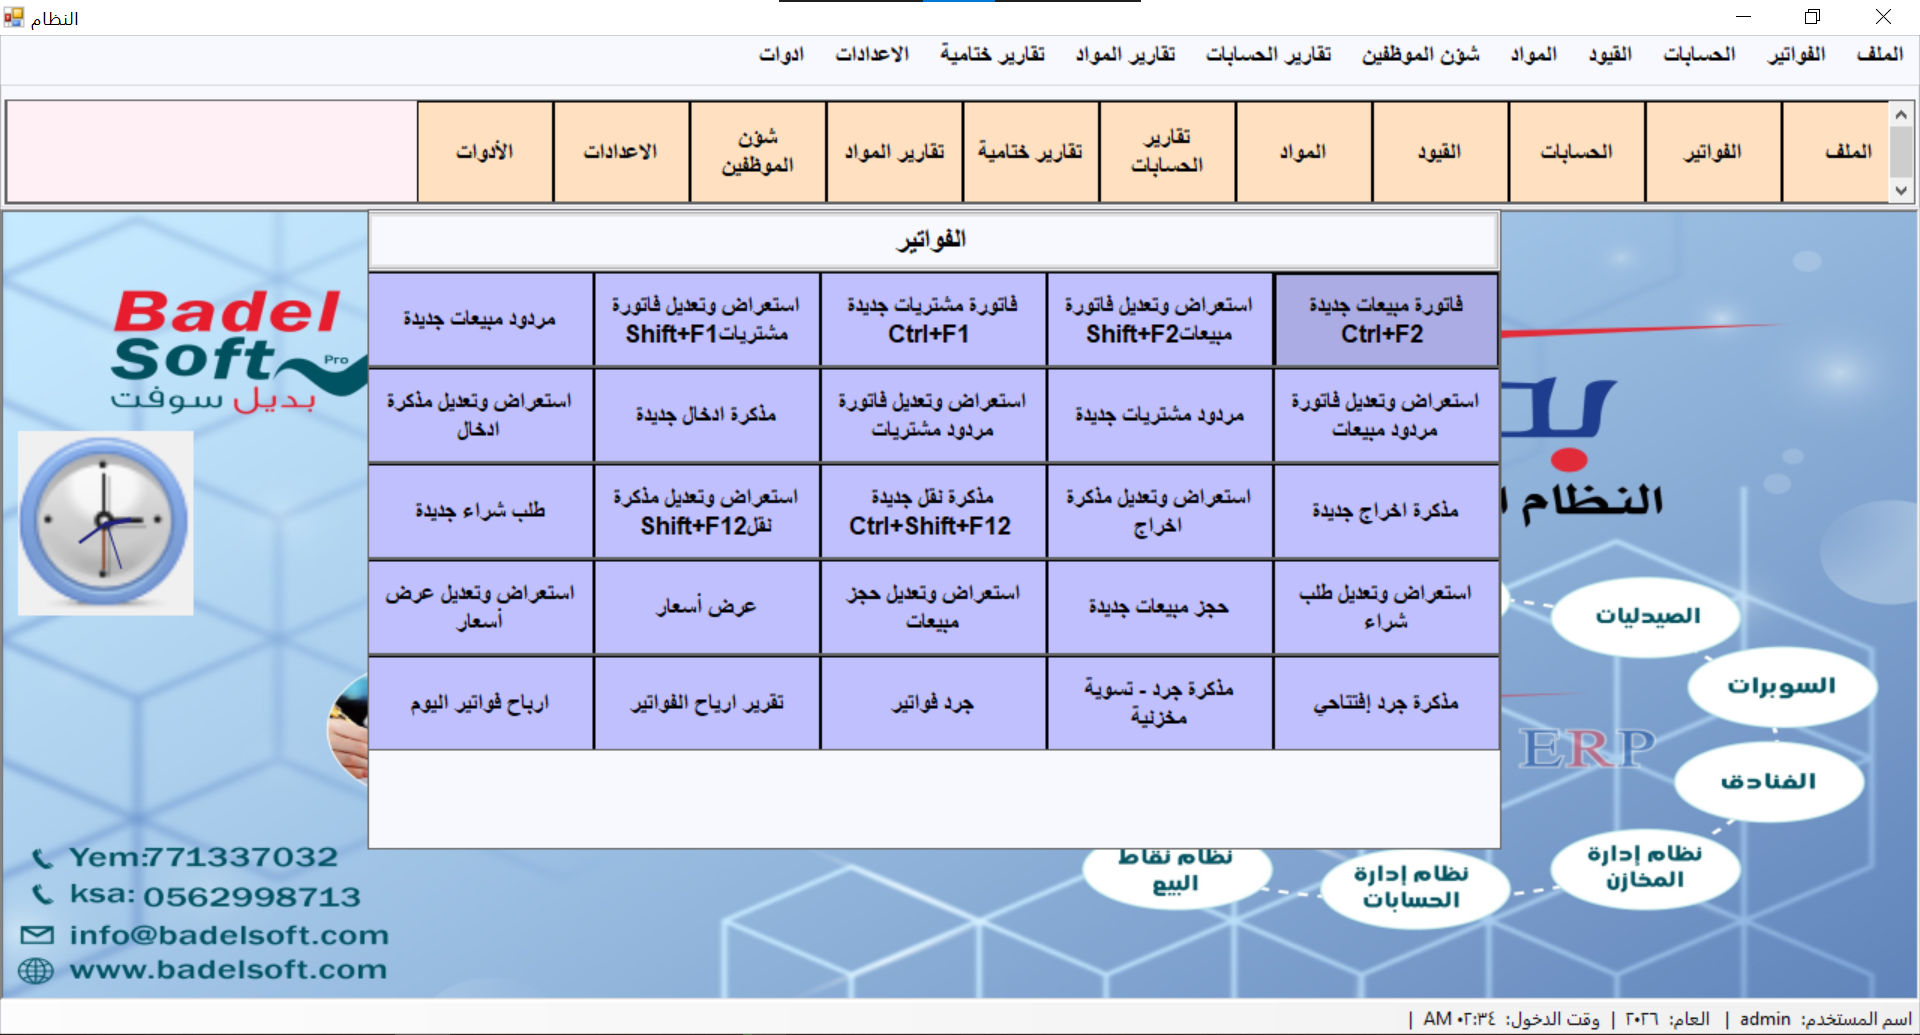 النظام
الملف الفواتير الحسابات القيود المواد شؤن الموظفين تقارير الحسابات تقارير المواد تقارير ختامية الاعدادات ادوات
الملف
الفواتير
الحسابات
القيود
المواد
تقارير
الحسابات
تقارير ختامية
تقارير المواد
شؤن
الموظفين
الاعدادات
الأدوات
الفواتير
فاتورة مبيعات جديدة
Ctrl+F2
استعراض وتعديل فاتورة
مبيعاتShift+F2
فاتورة مشتريات جديدة
Ctrl+F1
استعراض وتعديل فاتورة
مشترياتShift+F1
مردود مبيعات جديدة
استعراض وتعديل فاتورة
مردود مبيعات
مردود مشتريات جديدة
استعراض وتعديل فاتورة
مردود مشتريات
مذكرة ادخال جديدة
استعراض وتعديل مذكرة
ادخال
مذكرة اخراج جديدة
استعراض وتعديل مذكرة
اخراج
مذكرة نقل جديدة
Ctrl+Shift+F12
استعراض وتعديل مذكرة
نقلShift+F12
طلب شراء جديدة
استعراض وتعديل طلب
شراء
حجز مبيعات جديدة
استعراض وتعديل حجز
مبيعات
عرض أسعار
استعراض وتعديل عرض
أسعار
مذكرة جرد إفتتاحي
مذكرة جرد - تسوية
مخزنية
جرد فواتير
تقرير ارباح الفواتير
ارباح فواتير اليوم
Badel
Soft Pro
بديل سوفت
النظام
الصيدليات
السوبرات
ERP
الفنادق
نظام إدارة
المخازن
نظام إدارة
الحسابات
نظام نقاط
البيع
Yem:771337032
ksa: 0562998713
info@badelsoft.com
www.badelsoft.com
اسم المستخدم: admin | العام: ٢٠٢٦ | وقت الدخول: ٠٢:٣٤ AM |